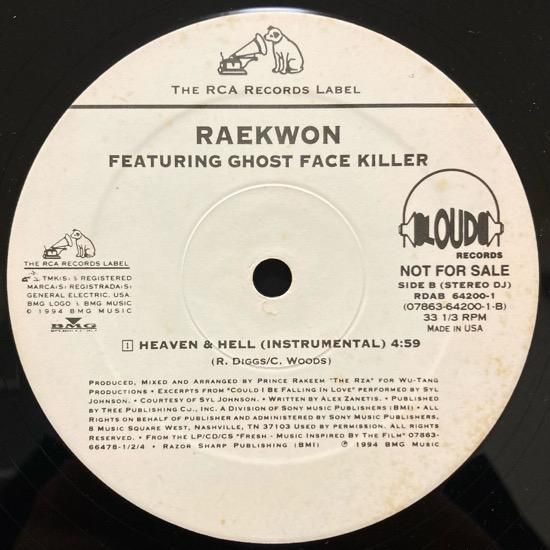 THE RCA RECORDS LABEL
RAEKWON
FEATURING GHOST FACE KILLER
THE RCA RECORDS LABEL
TMK(S) REGISTERED
MARCA(S) REGISTRADA(S)
GENERAL ELECTRIC, USA.
BMG LOGO BMG MUSIC
© 1994 BMG MUSIC
BMG
LOUD
RECORDS
NOT FOR SALE
SIDE B (STEREO DJ)
RDAB 64200-1
(07863-64200-1-B)
33 1/3 RPM
MADE IN USA
1 HEAVEN & HELL (INSTRUMENTAL) 4:59
(R. DIGGS/C. WOODS)
PRODUCED, MIXED AND ARRANGED BY PRINCE RAKEEM "THE RZA" FOR WU-TANG
PRODUCTIONS • EXCERPTS FROM "COULD I BE FALLING IN LOVE" PERFORMED BY SYL
JOHNSON. • COURTESY OF SYL JOHNSON. • WRITTEN BY ALEX ZANETIS. •
PUBLISHED BY TREE PUBLISHING CO., INC. A DIVISION OF SONY MUSIC PUBLISHERS (BMI) • ALL
RIGHTS ON BEHALF OF PUBLISHER AND ADMINISTERED BY SONY MUSIC PUBLISHERS,
8 MUSIC SQUARE WEST, NASHVILLE, TN 37103 USED BY PERMISSION. ALL RIGHTS
RESERVED. • FROM THE LP/CD/CS "FRESH - MUSIC INSPIRED BY THE FILM" 07863-
66478-1/2/4 • RAZOR SHARP PUBLISHING (BMI) ℗ 1994 BMG MUSIC